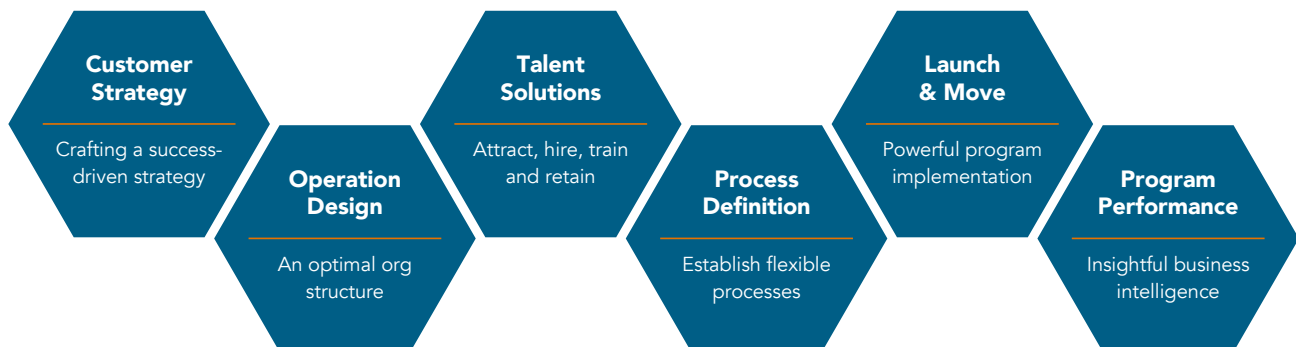 Customer
Strategy
Crafting a success-
driven strategy
Operation
Design
An optimal org
structure
Talent
Solutions
Attract, hire, train
and retain
Process
Definition
Establish flexible
processes
Launch
& Move
Powerful program
implementation
Program
Performance
Insightful business
intelligence